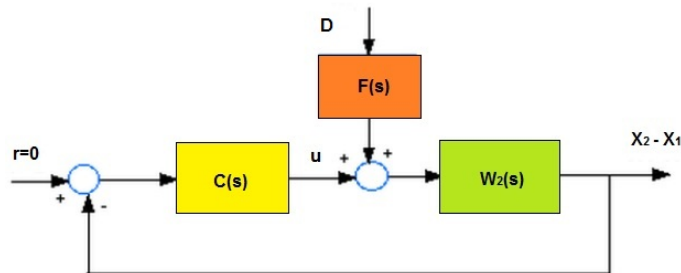 D
F(s)
r=0
C(s)
u
+
+
W₂(s)
X₂ - X₁
+
-